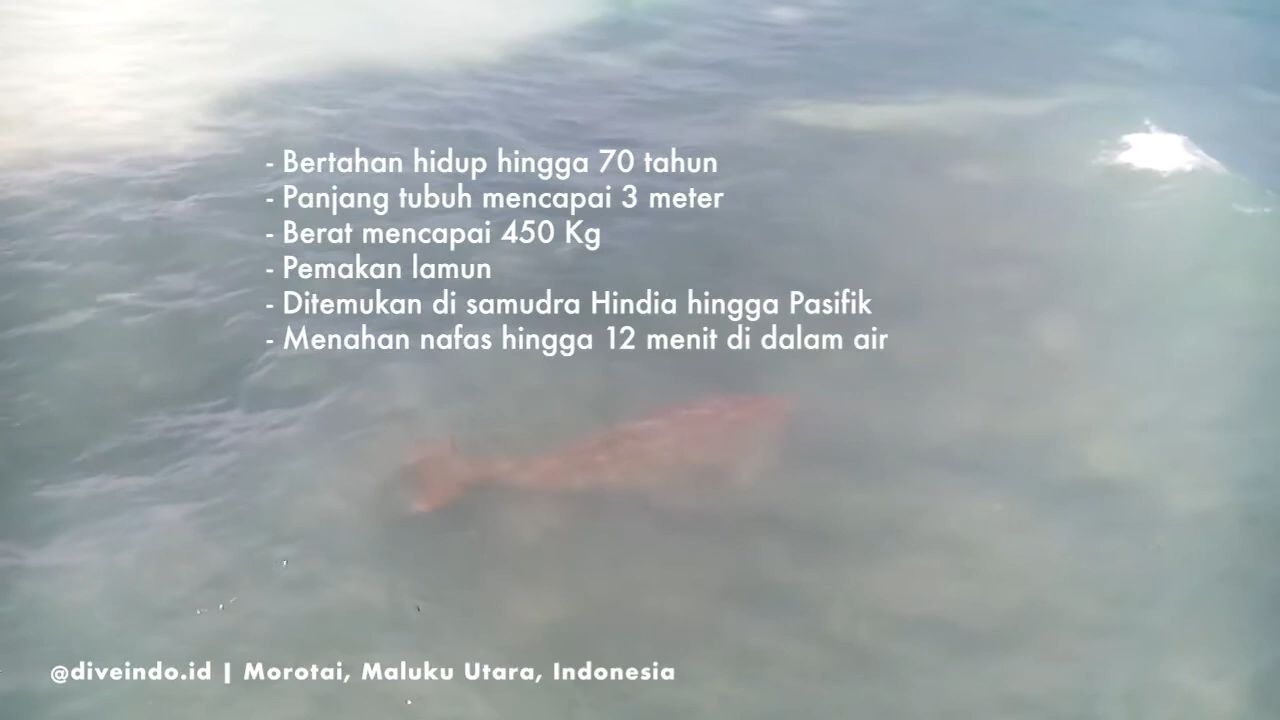 - Bertahan hidup hingga 70 tahun
- Panjang tubuh mencapai 3 meter
- Berat mencapai 450 Kg
- Pemakan lamun
- Ditemukan di samudra Hindia hingga Pasifik
- Menahan nafas hingga 12 menit di dalam air
@diveindo.id | Morotai, Maluku Utara, Indonesia